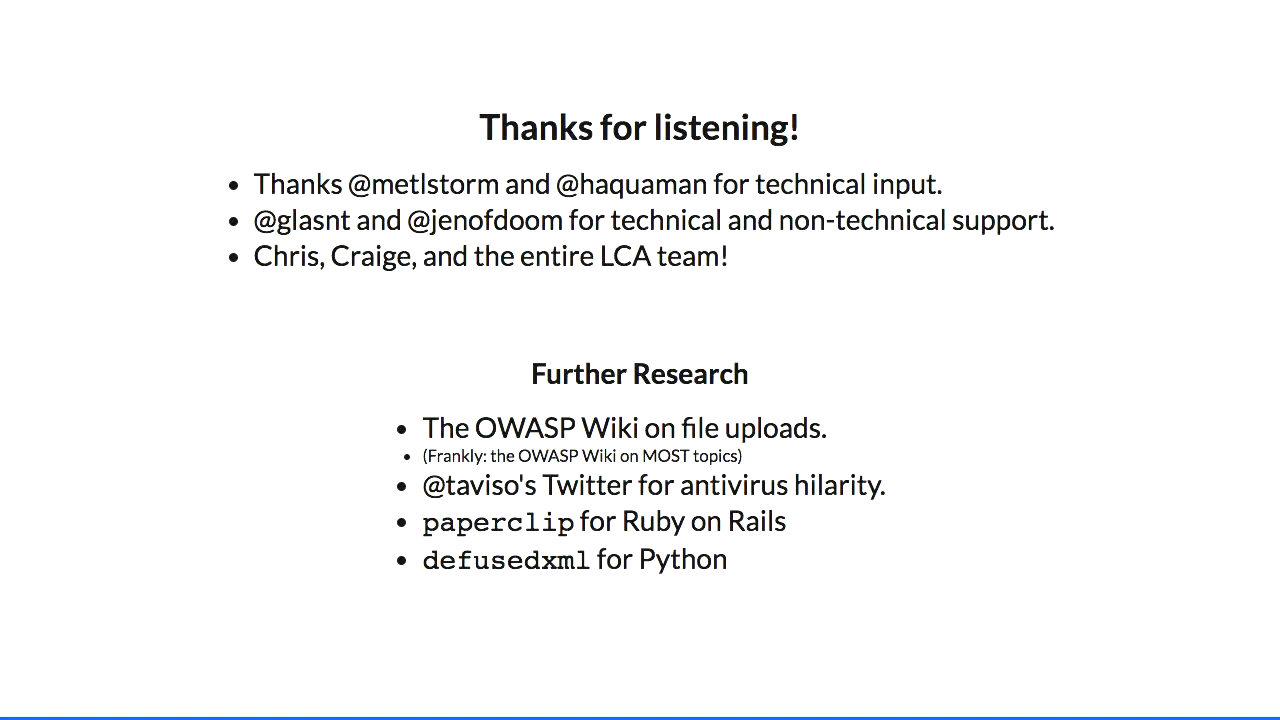 Thanks for listening!
Thanks @metlstorm and @haquaman for technical input.
@glasnt and @jenofdoom for technical and non-technical support.
Chris, Craige, and the entire LCA team!
Further Research
The OWASP Wiki on file uploads.
(Frankly: the OWASP Wiki on MOST topics)
@taviso's Twitter for antivirus hilarity.
paperclip for Ruby on Rails
defusedxml for Python